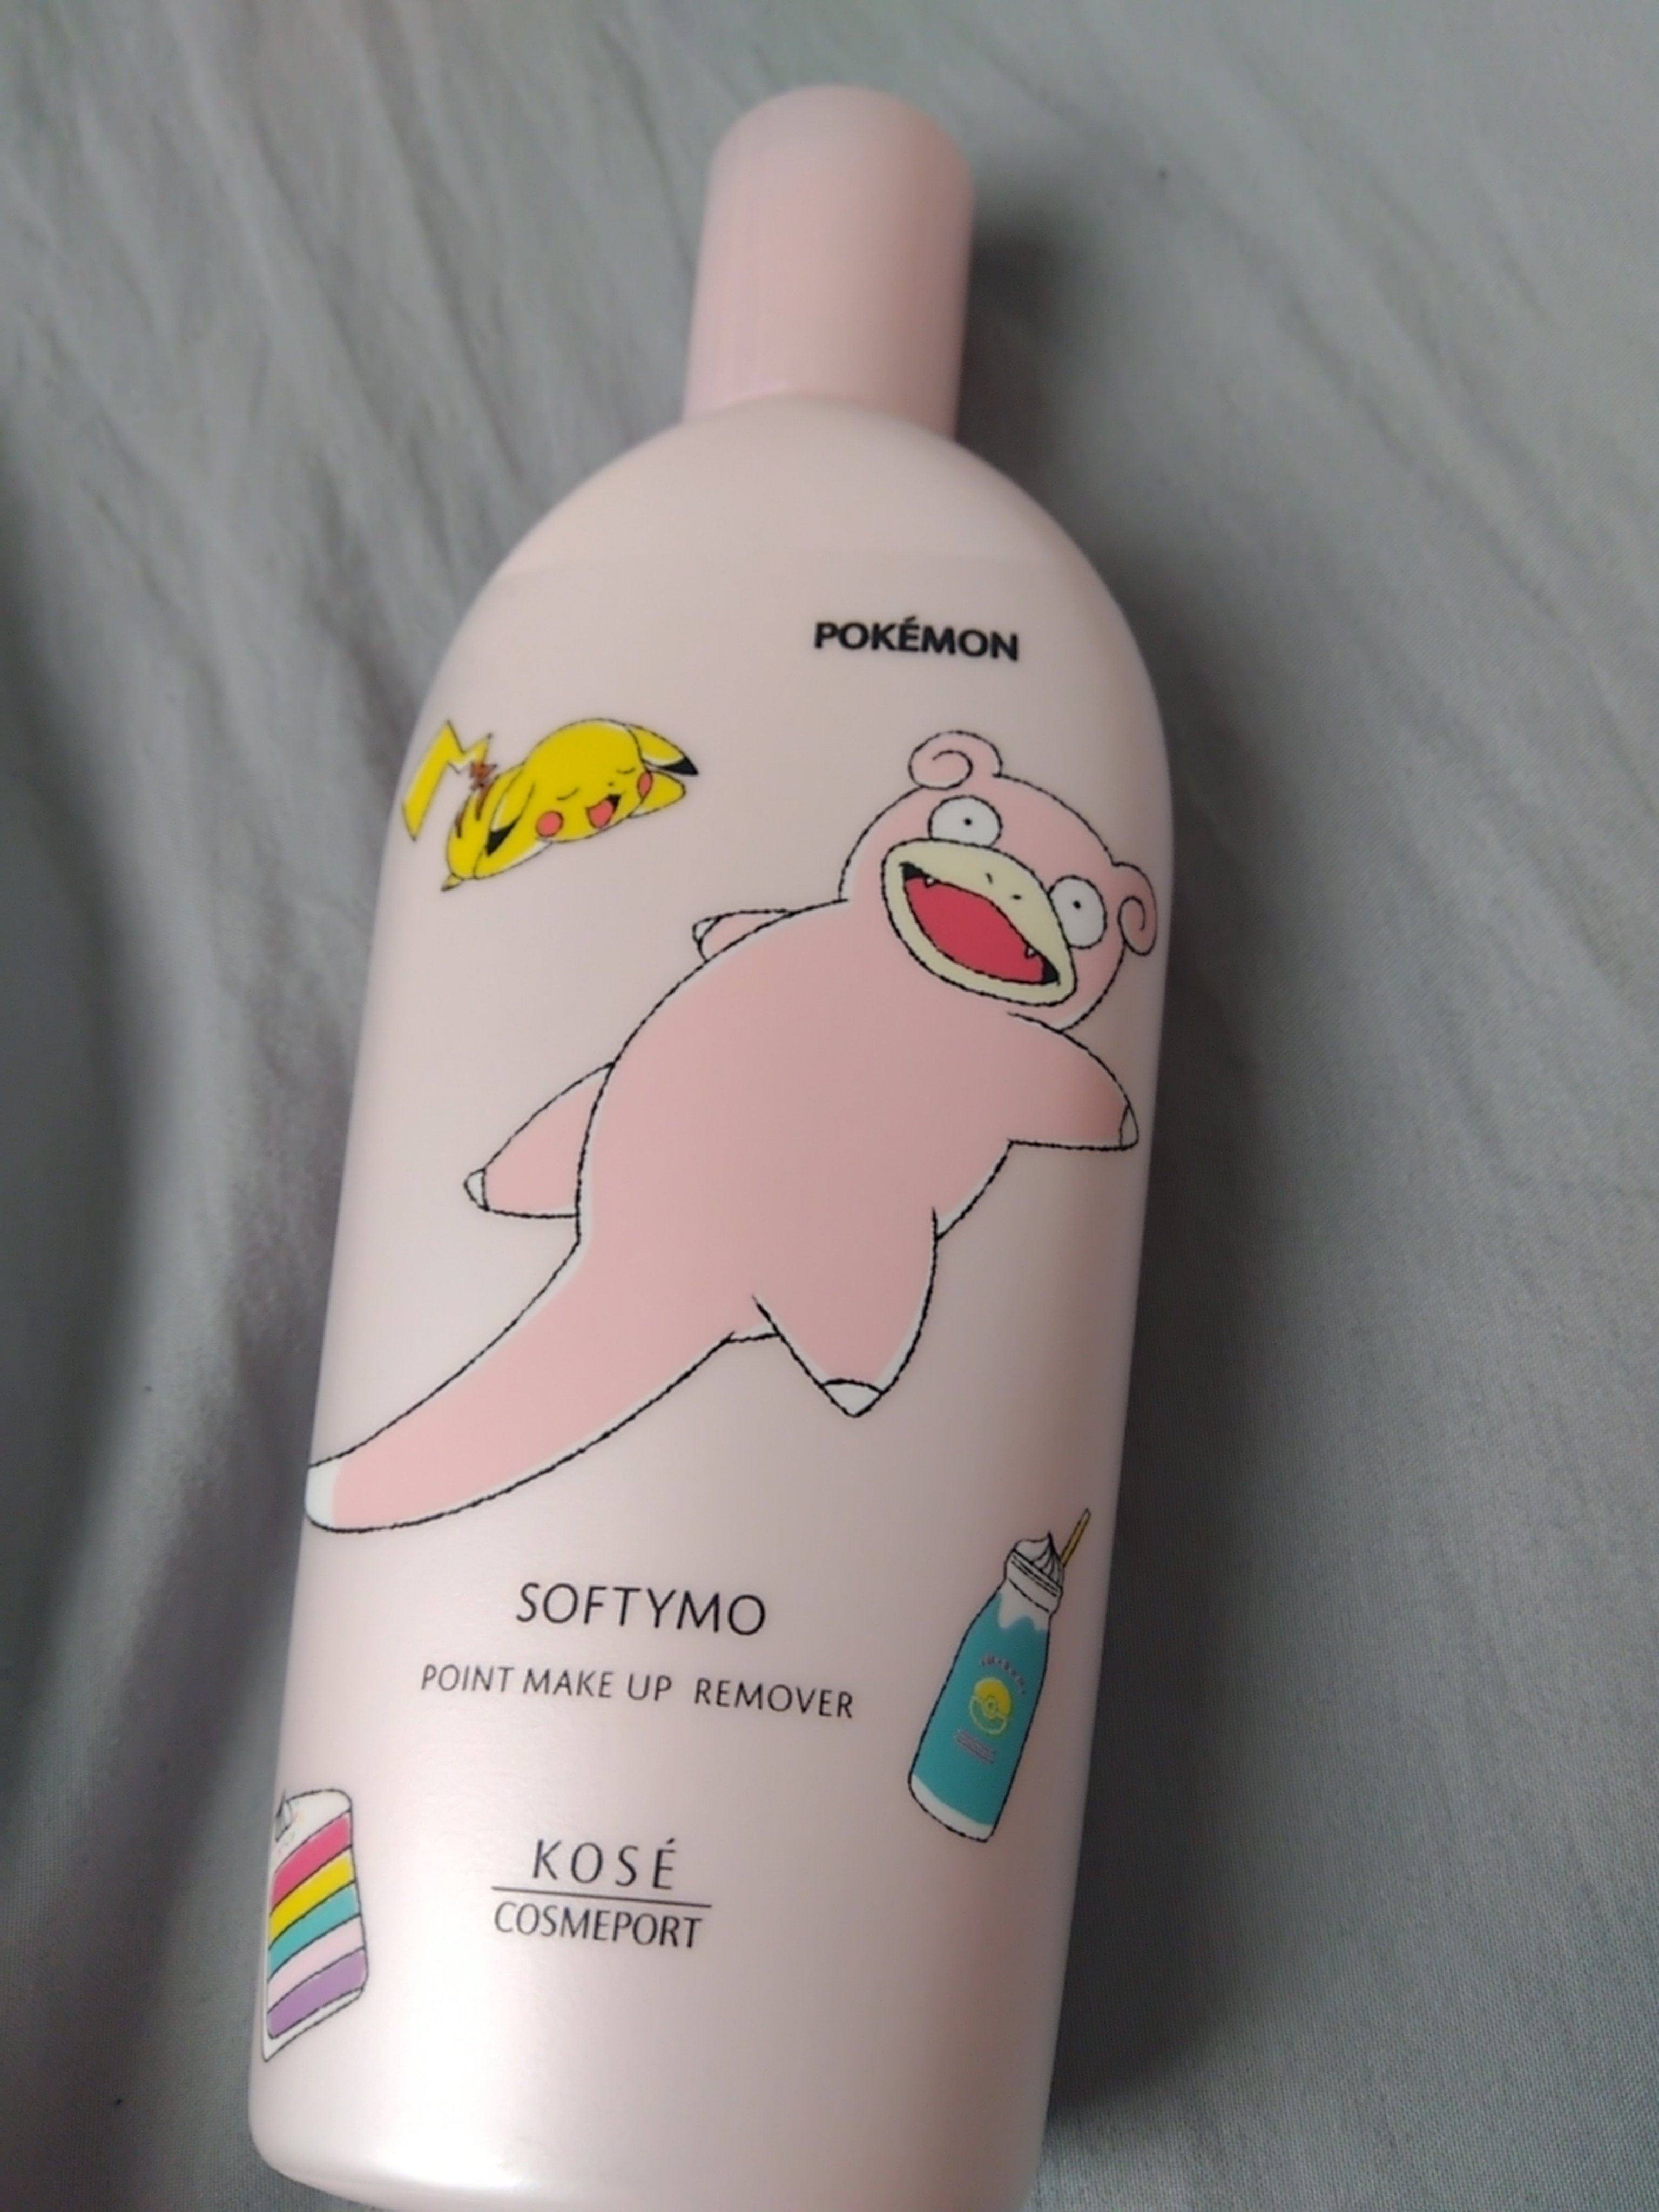 POKÉMON
SOFTYMO
POINT MAKE UP REMOVER
KOSÉ
COSMEPORT